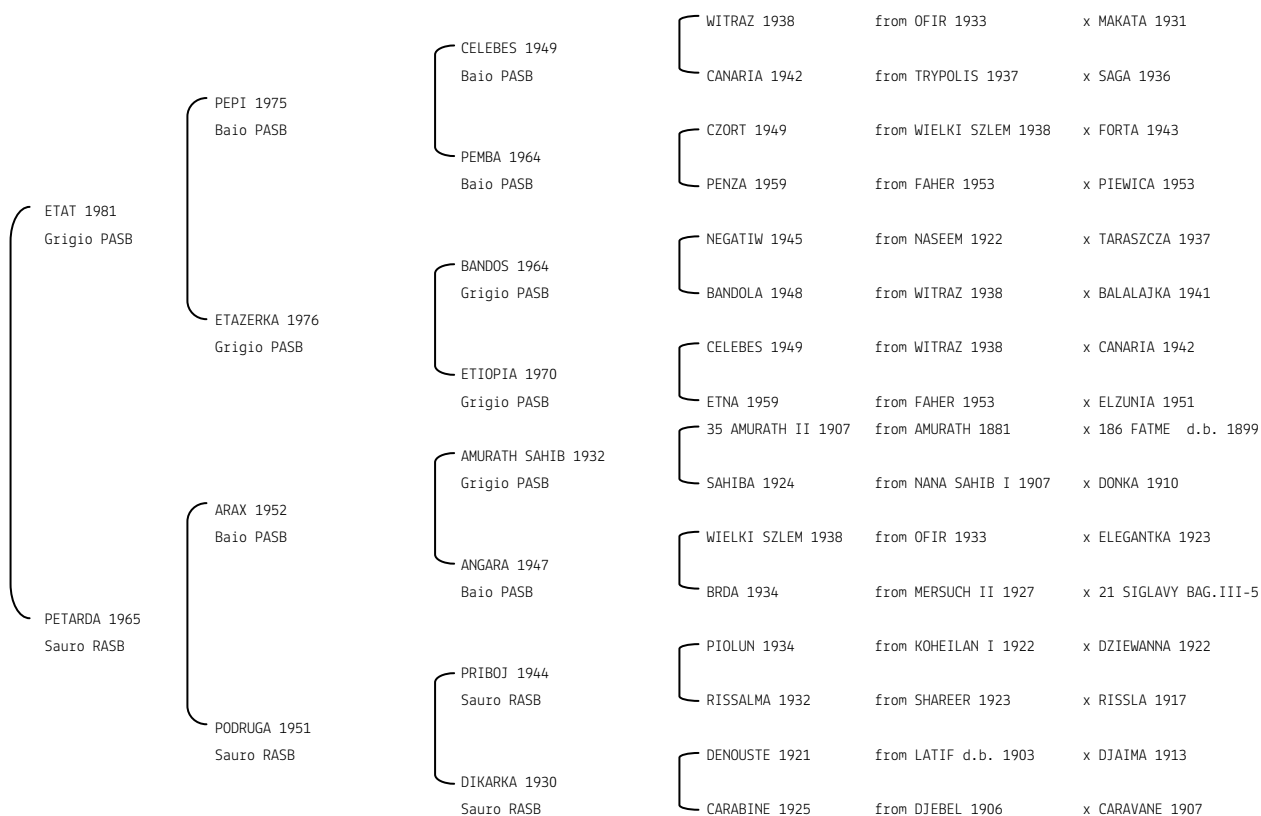 WITRAZ 1938 from OFIR 1933 x MAKATA 1931
CELEBES 1949
Baio PASB CANARIA 1942 from TRYPOLIS 1937 x SAGA 1936
PEPI 1975
Baio PASB CZORT 1949 from WIELKI SZLEM 1938 x FORTA 1943
PEMBA 1964
Baio PASB PENZA 1959 from FAHER 1953 x PIEWICA 1953
ETAT 1981
Grigio PASB NEGATIW 1945 from NASEEM 1922 x TARASZCZA 1937
BANDOS 1964
Grigio PASB BANDOLA 1948 from WITRAZ 1938 x BALALAJKA 1941
ETAZERKA 1976
Grigio PASB CELEBES 1949 from WITRAZ 1938 x CANARIA 1942
ETIOPIA 1970
Grigio PASB ETNA 1959 from FAHER 1953 x ELZUNIA 1951
35 AMURATH II 1907 from AMURATH 1881 x 186 FATME d.b. 1899
AMURATH SAHIB 1932
Grigio PASB SAHIBA 1924 from NANA SAHIB I 1907 x DONKA 1910
ARAX 1952
Baio PASB WIELKI SZLEM 1938 from OFIR 1933 x ELEGANTKA 1923
ANGARA 1947
Baio PASB BRDA 1934 from MERSUCH II 1927 x 21 SIGLAVY BAG.III-5
PETARDA 1965
Sauro RASB PIOLUN 1934 from KOHEILAN I 1922 x DZIEWANNA 1922
PRIBOJ 1944
Sauro RASB RISSALMA 1932 from SHAREER 1923 x RISSLA 1917
PODRUGA 1951
Sauro RASB DENOUSTE 1921 from LATIF d.b. 1903 x DJAIMA 1913
DIKARKA 1930
Sauro RASB CARABINE 1925 from DJEBEL 1906 x CARAVANE 1907